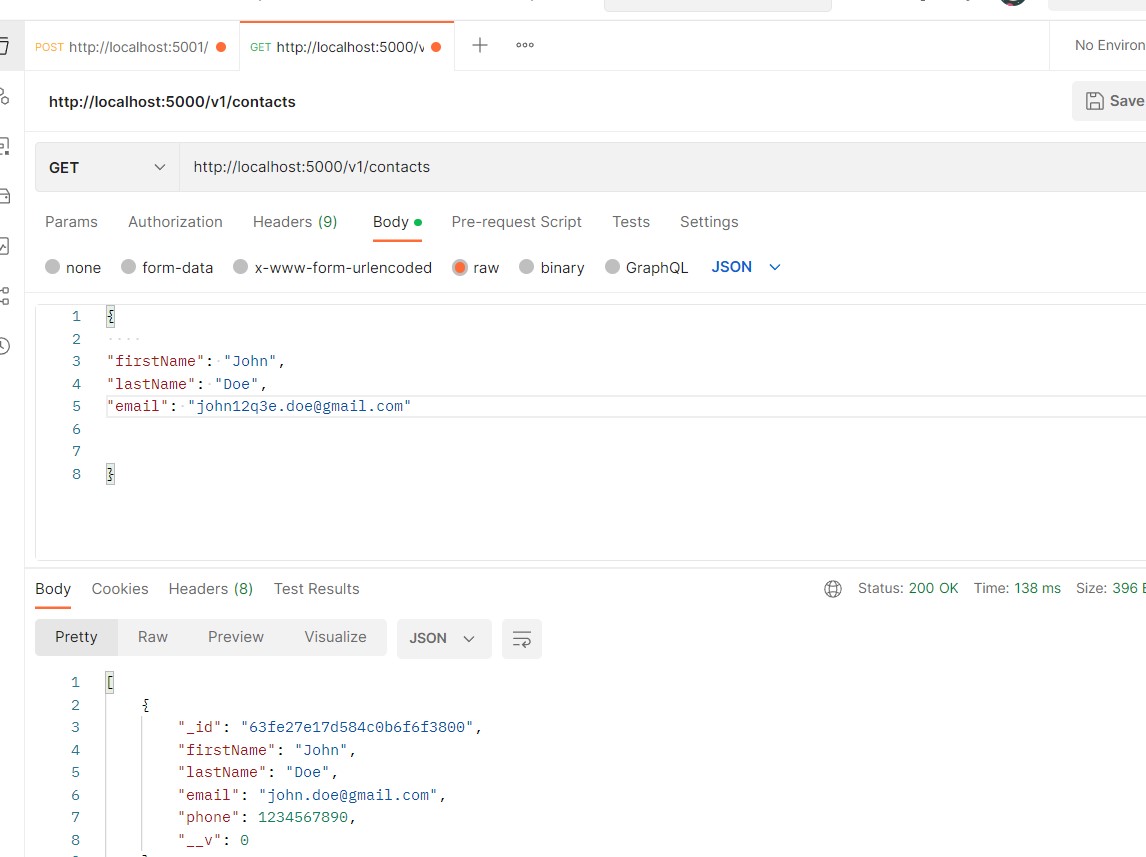 POST http://localhost:5001/ GET http://localhost:5000/v No Environ
http://localhost:5000/v1/contacts Save
GET http://localhost:5000/v1/contacts
Params Authorization Headers (9) Body Pre-request Script Tests Settings
none form-data x-www-form-urlencoded raw binary GraphQL JSON
1 {
2
3 "firstName": "John",
4 "lastName": "Doe",
5 "email": "john12q3e.doe@gmail.com"
6
7
8 }
Body Cookies Headers (8) Test Results Status: 200 OK Time: 138 ms Size: 396
Pretty Raw Preview Visualize JSON
1 [
2 {
3 "_id": "63fe27e17d584c0b6f6f3800",
4 "firstName": "John",
5 "lastName": "Doe",
6 "email": "john.doe@gmail.com",
7 "phone": 1234567890,
8 "__v": 0